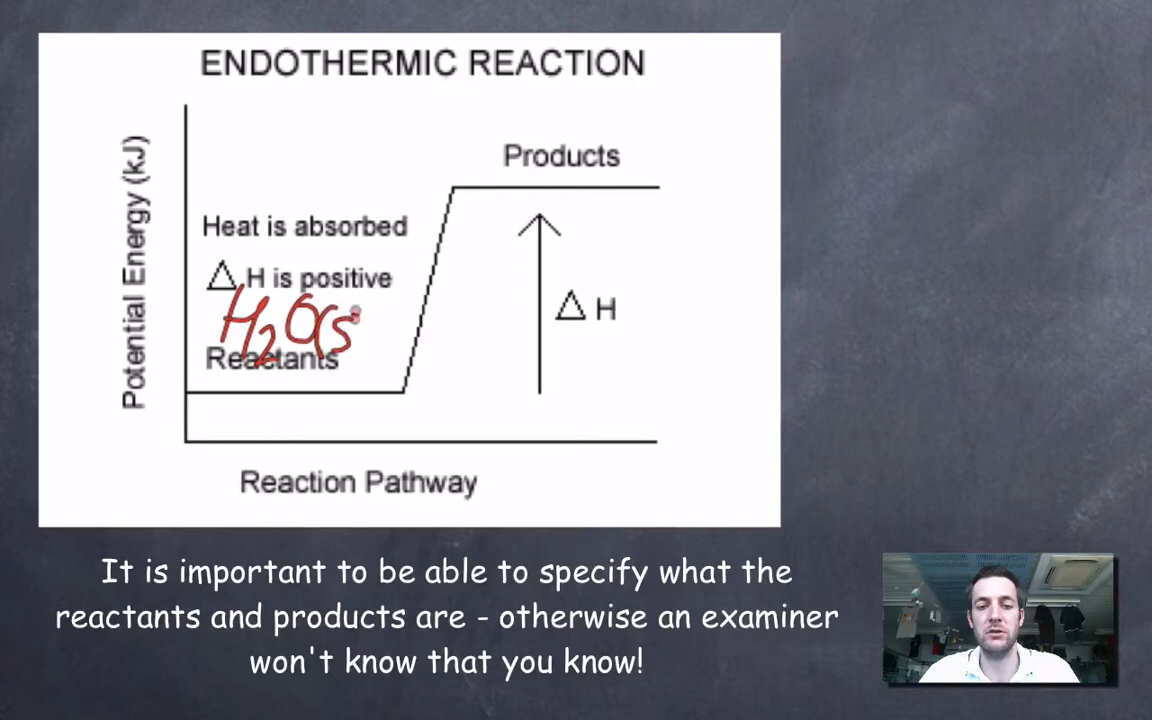 ENDOTHERMIC REACTION
Potential Energy (kJ)
Products
Heat is absorbed
△ H is positive
H2O(s
Reactants
△ H
Reaction Pathway
It is important to be able to specify what the
reactants and products are - otherwise an examiner
won't know that you know!